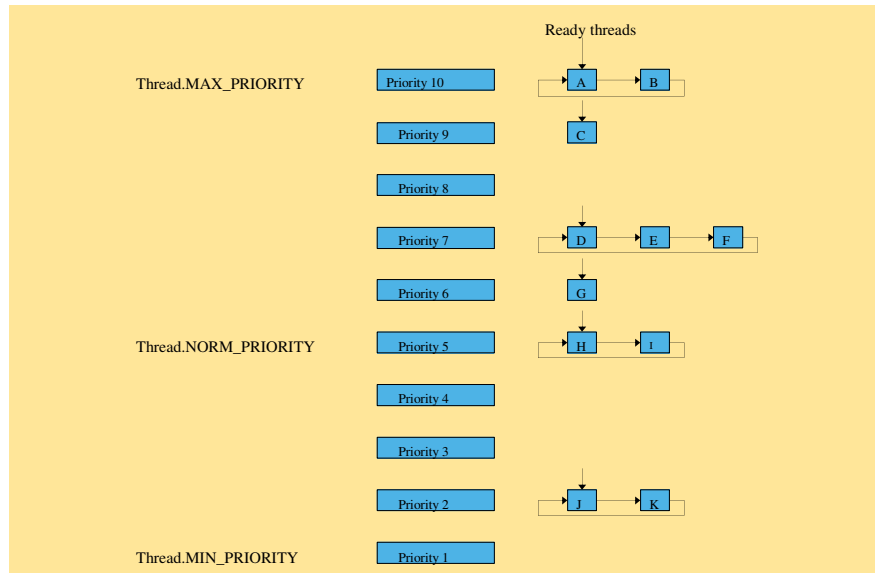 Ready threads
Thread.MAX_PRIORITY Priority 10 A B
Priority 9 C
Priority 8
Priority 7 D E F
Priority 6 G
Thread.NORM_PRIORITY Priority 5 H I
Priority 4
Priority 3
Priority 2 J K
Thread.MIN_PRIORITY Priority 1